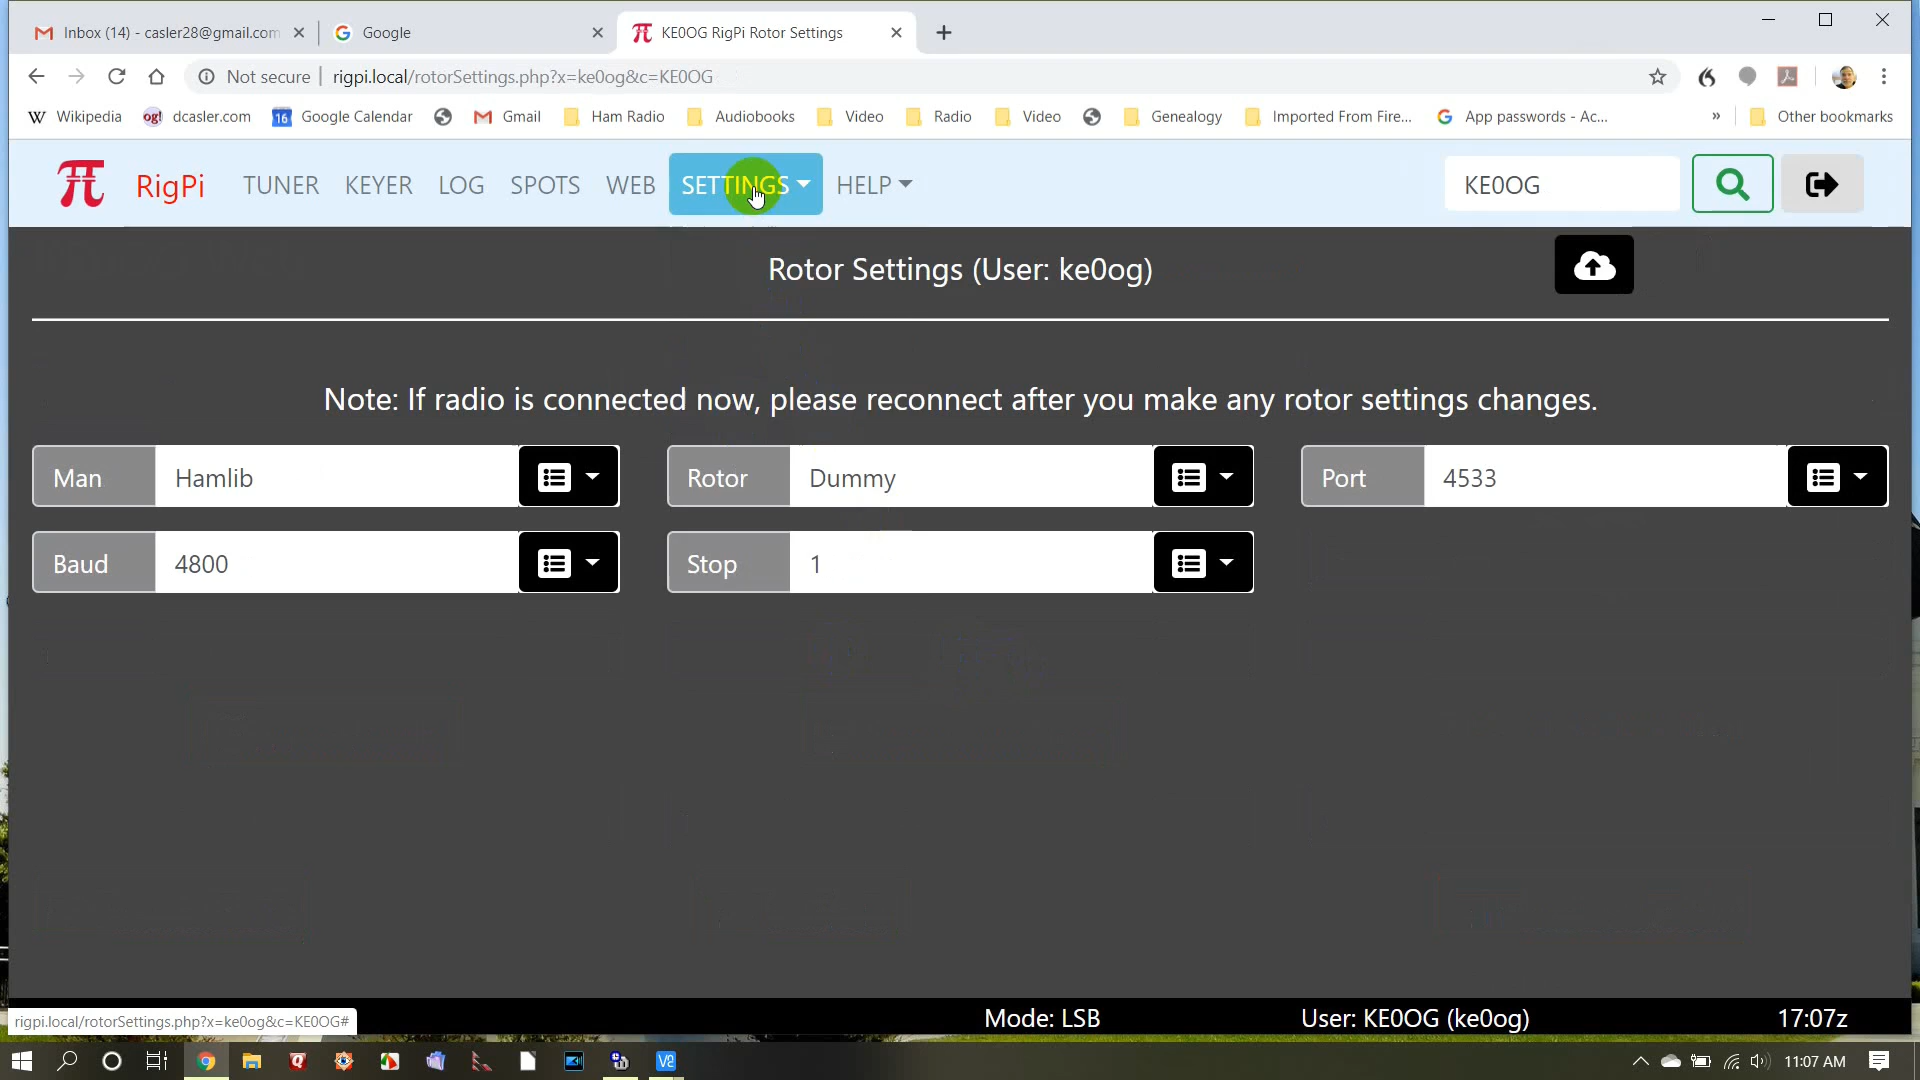 Inbox (14) - casler28@gmail.com
Google
KE0OG RigPi Rotor Settings
Not secure
rigpi.local/rotorSettings.php?x=ke0og&c=KE0OG
W Wikipedia
og! dcasler.com
16 Google Calendar
Gmail
Ham Radio
Audiobooks
Video
Radio
Video
Genealogy
Imported From Fire...
App passwords - Ac...
»
Other bookmarks
RigPi
TUNER
KEYER
LOG
SPOTS
WEB
SETTINGS
HELP
KE0OG
Rotor Settings (User: ke0og)
Note: If radio is connected now, please reconnect after you make any rotor settings changes.
Man Hamlib
Rotor Dummy
Port 4533
Baud 4800
Stop 1
rigpi.local/rotorSettings.php?x=ke0og&c=KE0OG#
Mode: LSB
User: KE0OG (ke0og)
17:07z
11:07 AM